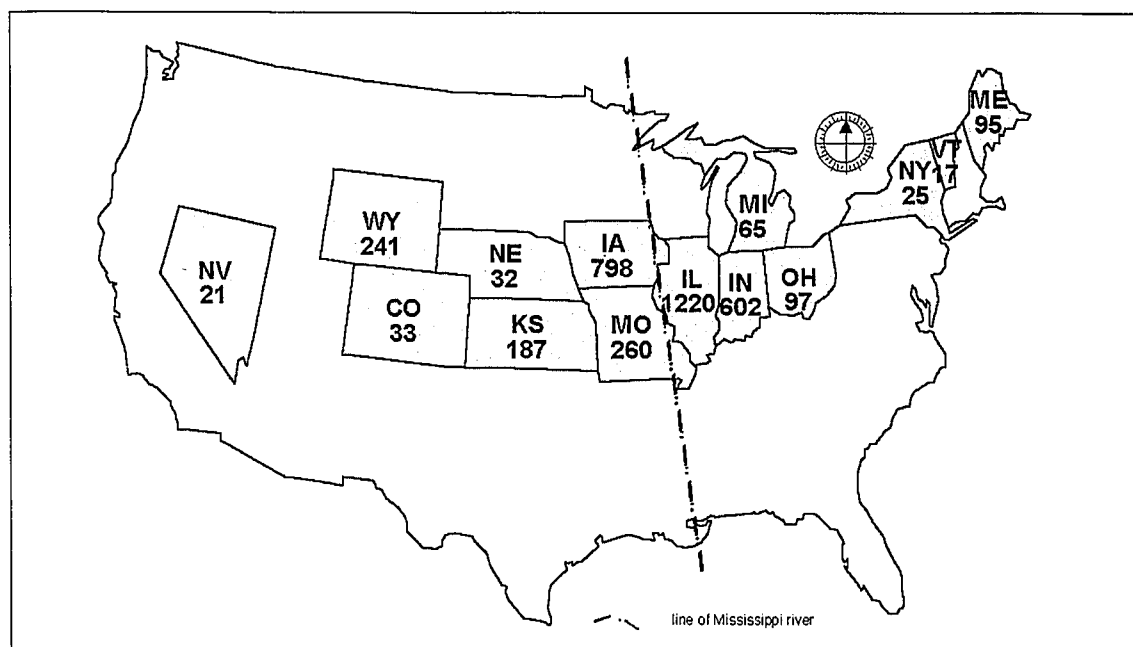 ME
95
VT
17
NY
25
MI
65
WY
241
NV
21
NE
32
IA
798
IL
1220
IN
602
OH
97
CO
33
KS
187
MO
260
line of Mississippi river